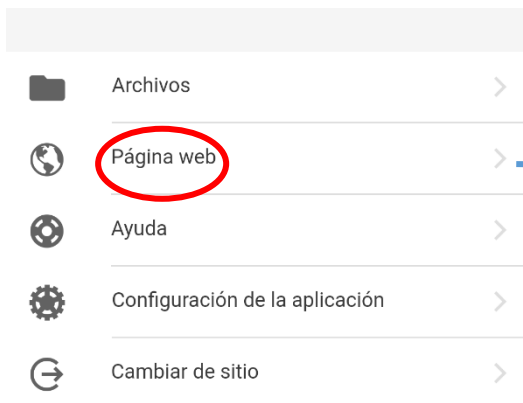 Archivos
Página web
Ayuda
Configuración de la aplicación
Cambiar de sitio